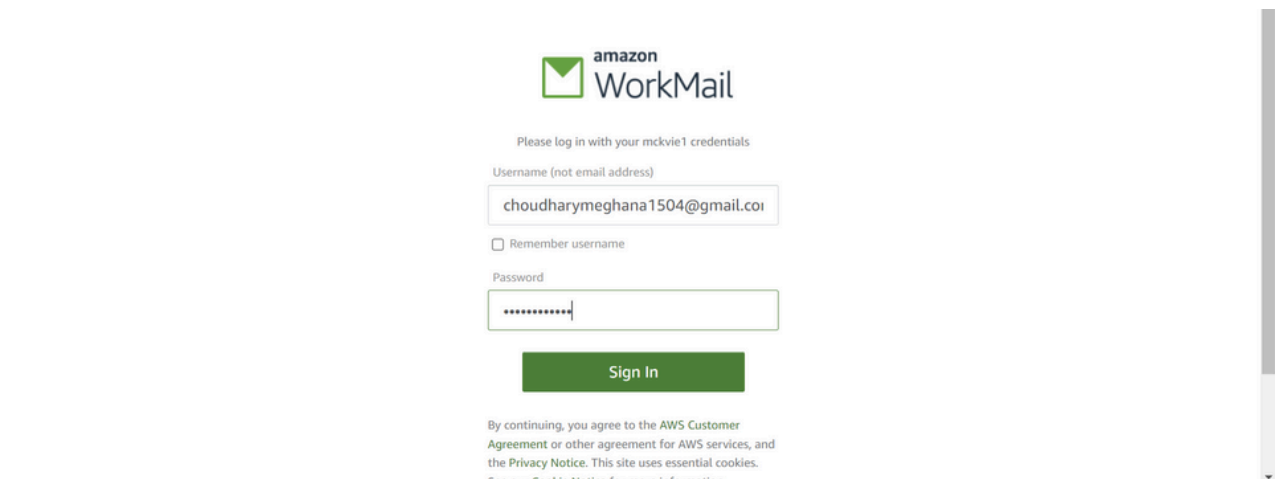 amazon
WorkMail
Please log in with your mckvie1 credentials
Username (not email address)
choudharymeghana1504@gmail.co
Remember username
Password
••••••••••••
Sign In
By continuing, you agree to the AWS Customer
Agreement or other agreement for AWS services, and
the Privacy Notice. This site uses essential cookies.